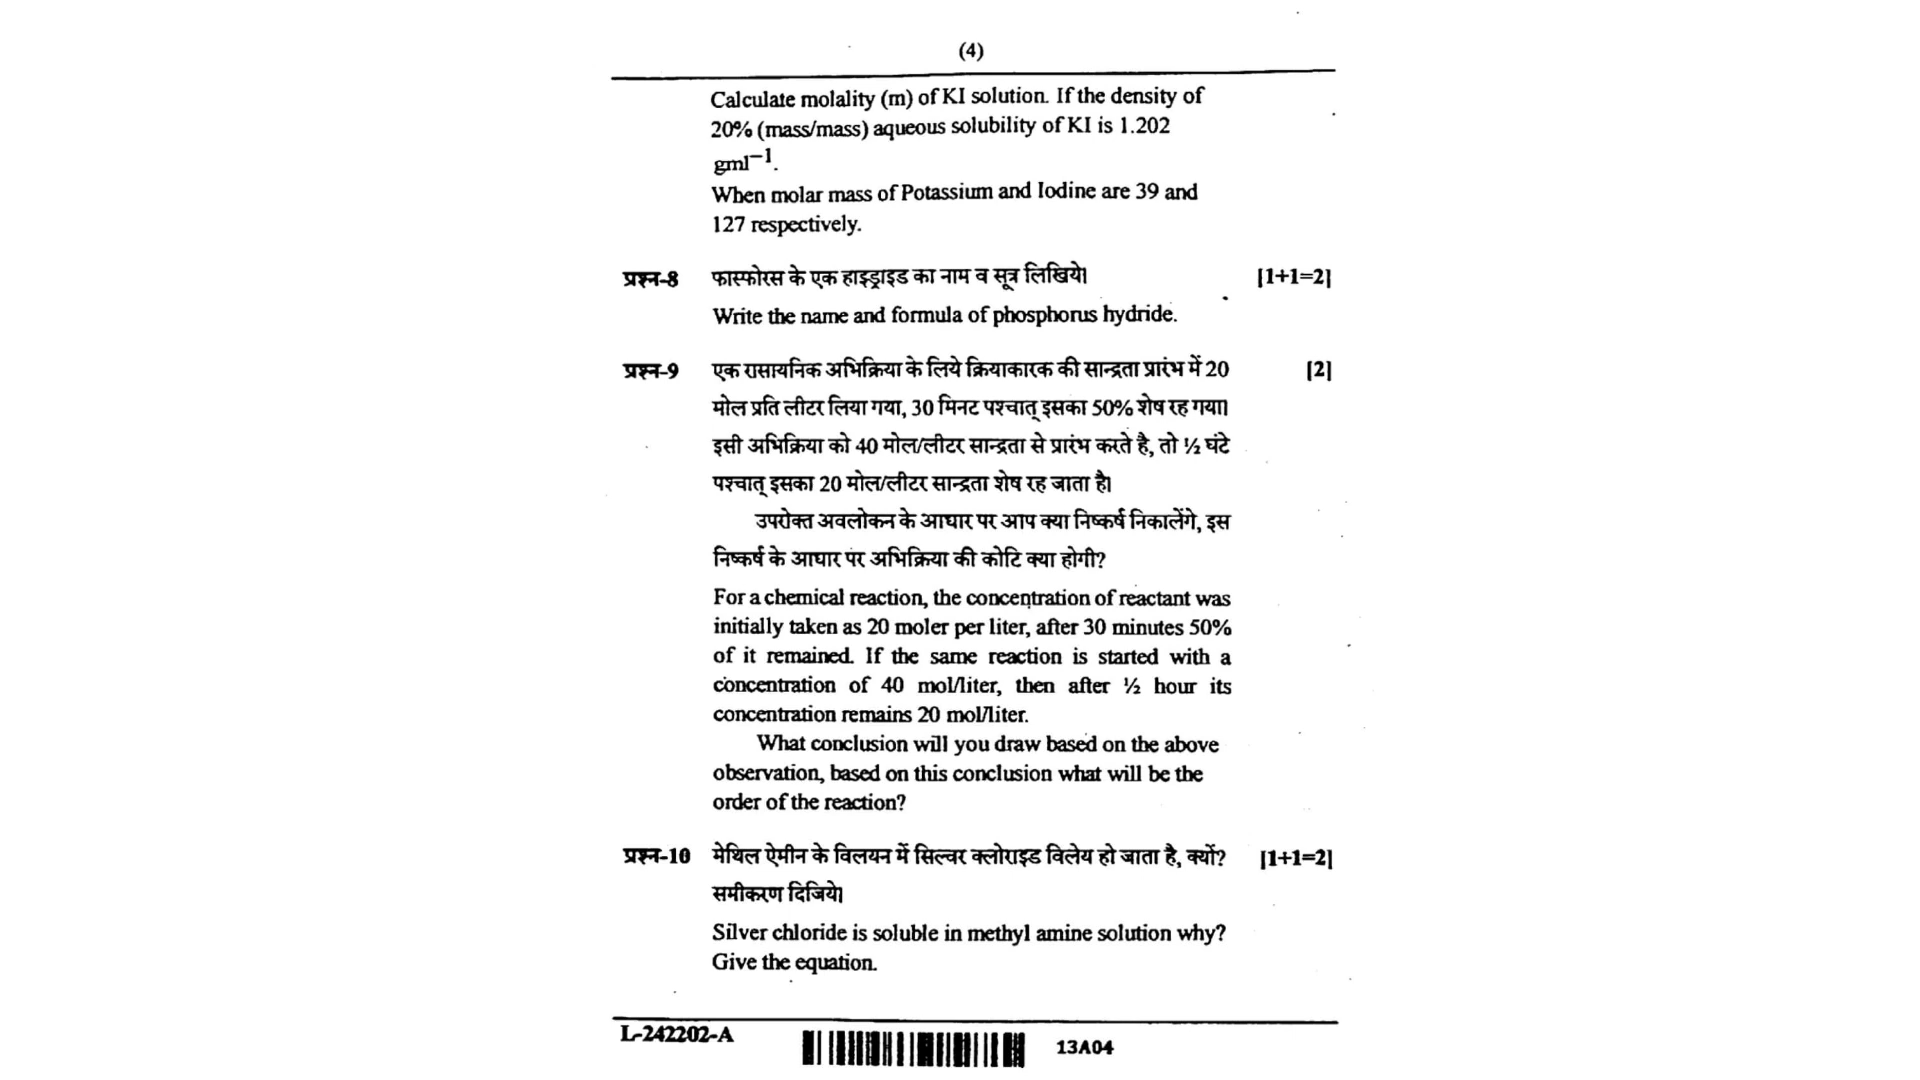 (4)
Calculate molality (m) of KI solution. If the density of
20% (mass/mass) aqueous solubility of KI is 1.202
gml⁻¹.
When molar mass of Potassium and Iodine are 39 and
127 respectively.
प्रश्न-8 फास्फोरस के एक हाइड्राइड का नाम व सूत्र लिखिये। [1+1=2]
Write the name and formula of phosphorus hydride.
प्रश्न-9 एक रासायनिक अभिक्रिया के लिये क्रियाकारक की सान्द्रता प्रारंभ में 20 [2]
मोल प्रति लीटर लिया गया, 30 मिनट पश्चात् इसका 50% शेष रह गया।
इसी अभिक्रिया को 40 मोल/लीटर सान्द्रता से प्रारंभ करते है, तो ½ घंटे
पश्चात् इसका 20 मोल/लीटर सान्द्रता शेष रह जाता है।
उपरोक्त अवलोकन के आधार पर आप क्या निष्कर्ष निकालेंगे, इस
निष्कर्ष के आधार पर अभिक्रिया की कोटि क्या होगी?
For a chemical reaction, the concentration of reactant was
initially taken as 20 moler per liter, after 30 minutes 50%
of it remained. If the same reaction is started with a
concentration of 40 mol/liter, then after ½ hour its
concentration remains 20 mol/liter.
What conclusion will you draw based on the above
observation, based on this conclusion what will be the
order of the reaction?
प्रश्न-10 मेथिल ऐमीन के विलयन में सिल्वर क्लोराइड विलेय हो जाता है, क्यों? [1+1=2]
समीकरण दिजिये।
Silver chloride is soluble in methyl amine solution why?
Give the equation.
L-242202-A 13A04